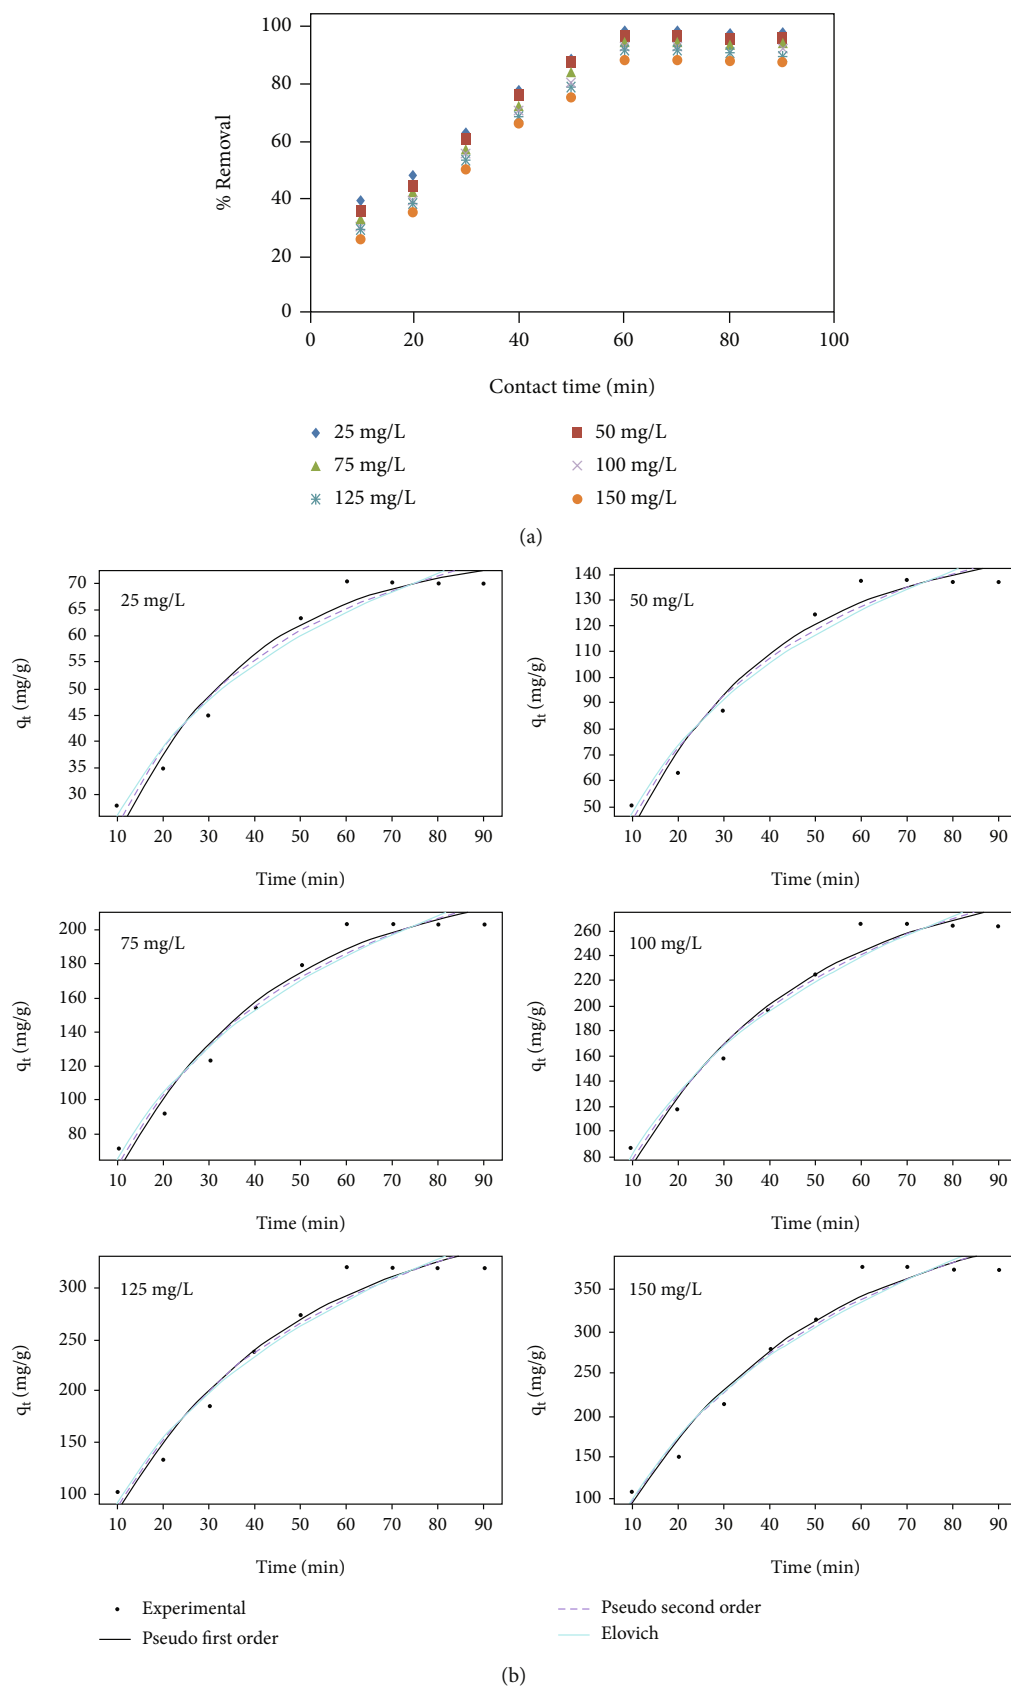 100
80
60
40
20
0
% Removal
0 20 40 60 80 100
Contact time (min)
25 mg/L 50 mg/L
75 mg/L 100 mg/L
125 mg/L 150 mg/L
(a)
70
65
60
55
50
45
40
35
30
qt (mg/g)
25 mg/L
10 20 30 40 50 60 70 80 90
Time (min)
140
130
120
110
100
90
80
70
60
50
qt (mg/g)
50 mg/L
10 20 30 40 50 60 70 80 90
Time (min)
200
180
160
140
120
100
80
qt (mg/g)
75 mg/L
10 20 30 40 50 60 70 80 90
Time (min)
260
240
220
200
180
160
140
120
100
80
qt (mg/g)
100 mg/L
10 20 30 40 50 60 70 80 90
Time (min)
300
250
200
150
100
qt (mg/g)
125 mg/L
10 20 30 40 50 60 70 80 90
Time (min)
350
300
250
200
150
100
qt (mg/g)
150 mg/L
10 20 30 40 50 60 70 80 90
Time (min)
Experimental
Pseudo first order
Pseudo second order
Elovich
(b)